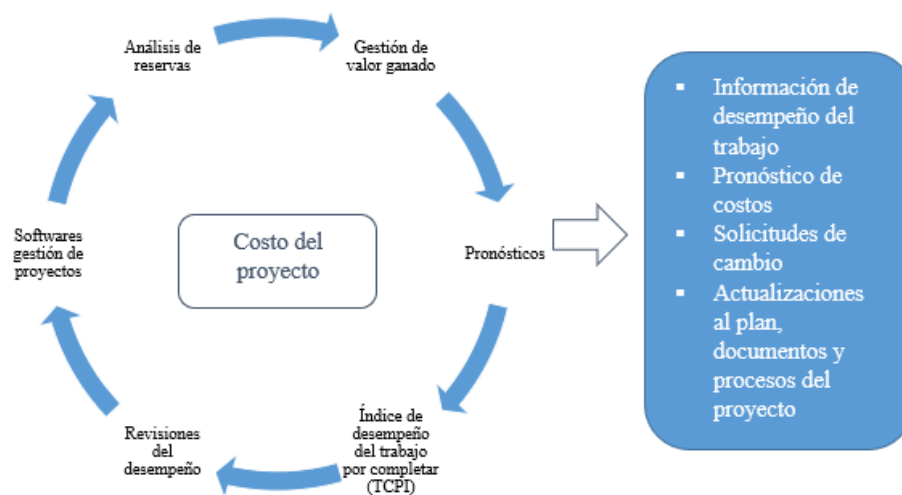 Análisis de
reservas
Gestión de
valor ganado
Pronósticos
Índice de
desempeño
del trabajo
por completar
(TCPI)
Revisiones
del
desempeño
Softwares
gestión de
proyectos
Costo del
proyecto
▪ Información de
desempeño del
trabajo
▪ Pronóstico de
costos
▪ Solicitudes de
cambio
▪ Actualizaciones
al plan,
documentos y
procesos del
proyecto